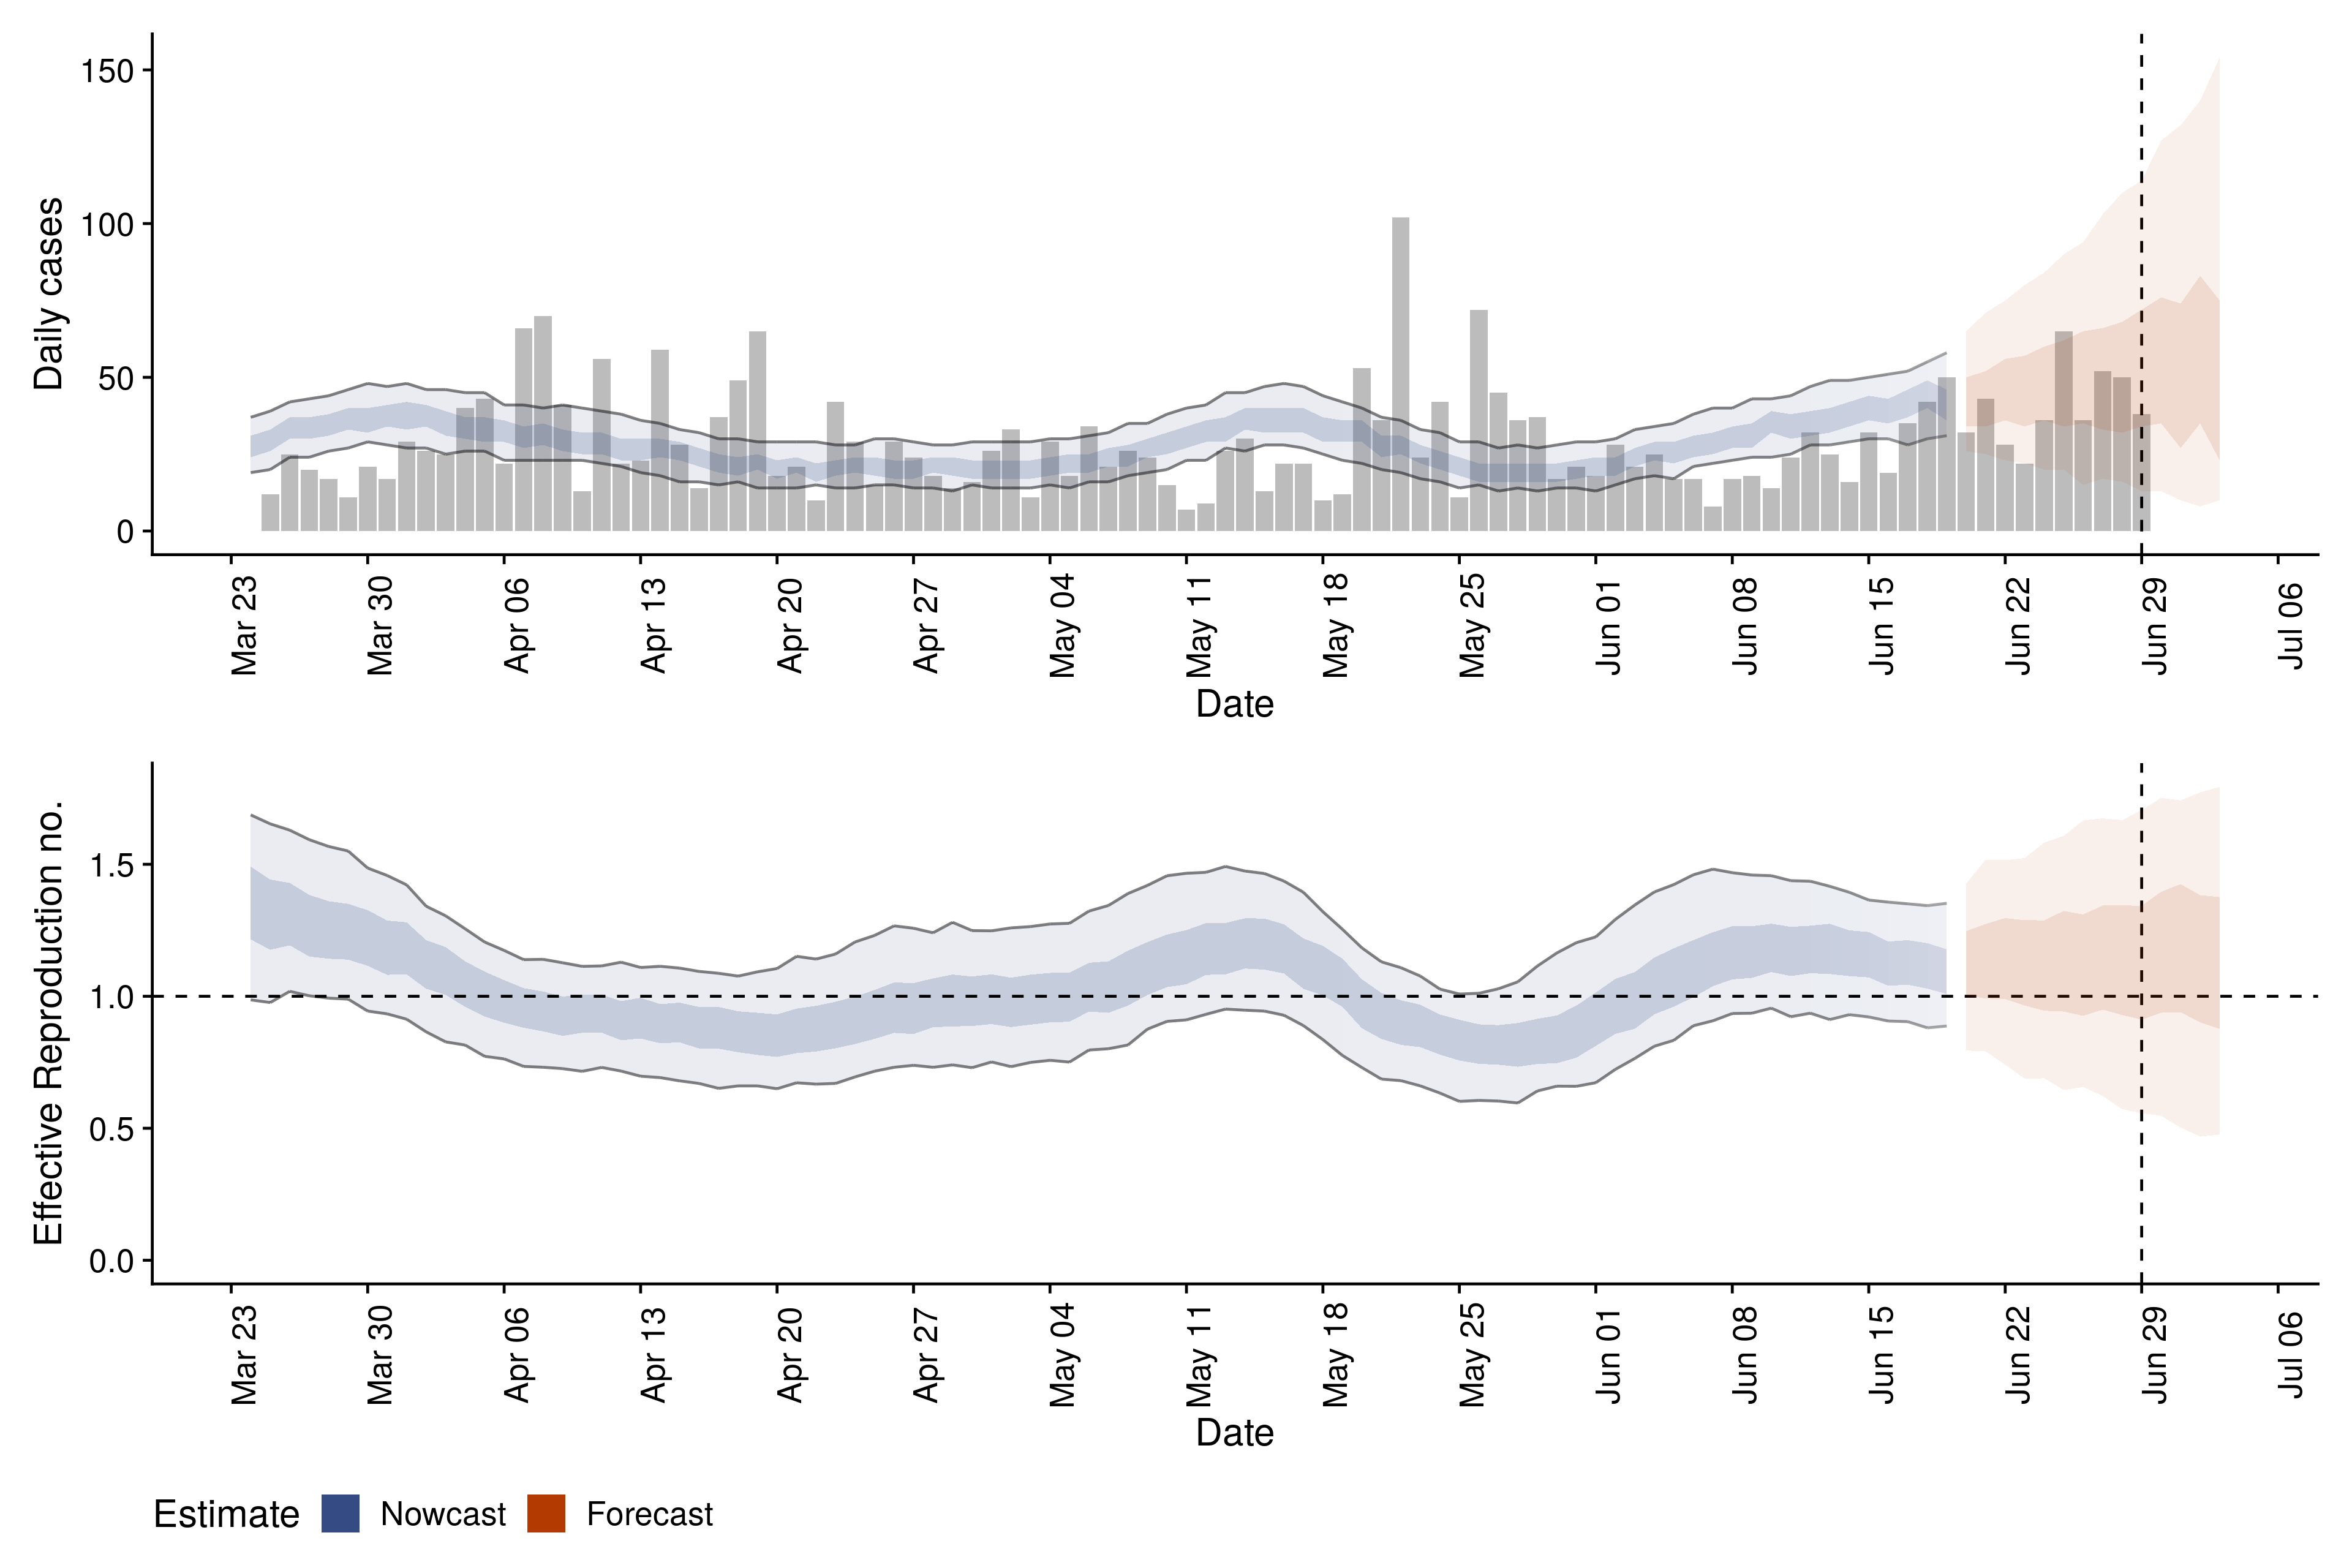 Daily cases
150
100
50
0
Mar 23
Mar 30
Apr 06
Apr 13
Apr 20
Apr 27
May 04
May 11
May 18
May 25
Jun 01
Jun 08
Jun 15
Jun 22
Jun 29
Jul 06
Date
Effective Reproduction no.
1.5
1.0
0.5
0.0
Mar 23
Mar 30
Apr 06
Apr 13
Apr 20
Apr 27
May 04
May 11
May 18
May 25
Jun 01
Jun 08
Jun 15
Jun 22
Jun 29
Jul 06
Date
Estimate Nowcast Forecast